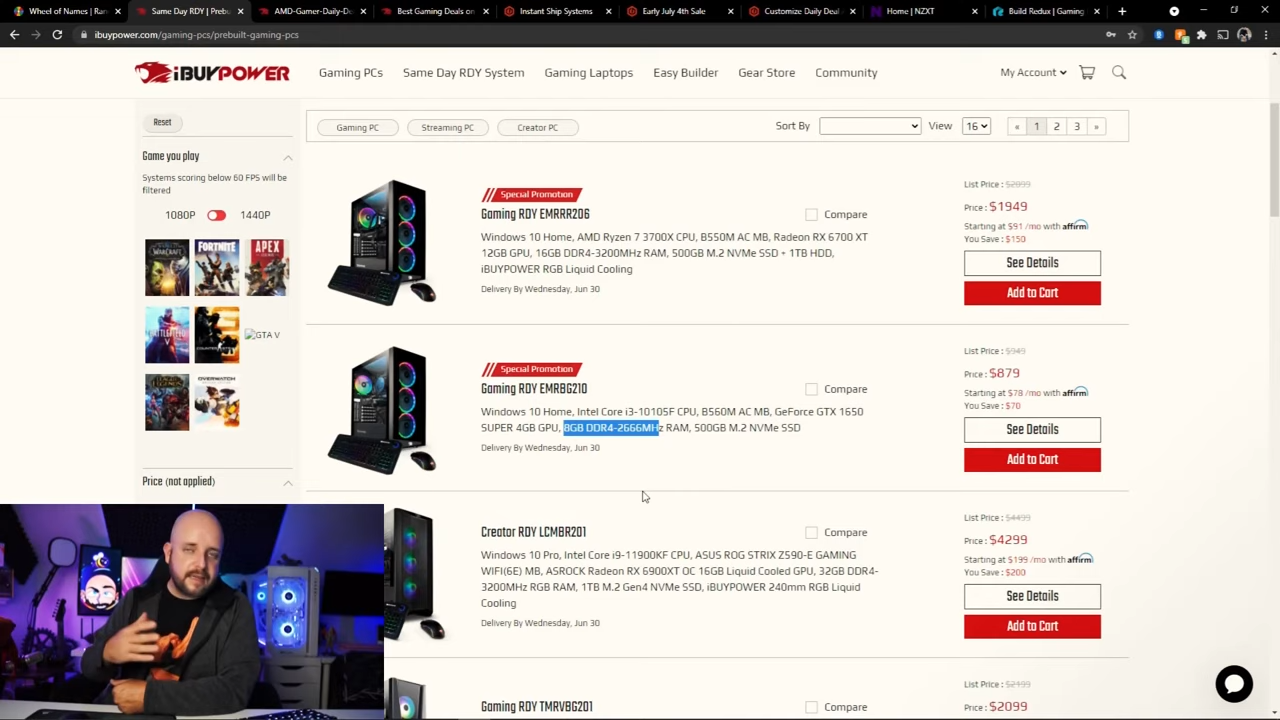 Wheel of Names | R
Same Day RDY | Prebu
AMD-Gamer-Daily-De
Best Gaming Deals on
Instant Ship Systems
Early July 4th Sale
Customize Daily Deal
Home | NZXT
Build Redux | Gaming
ibuypower.com/gaming-pcs/prebuilt-gaming-pcs
iBUYPOWER
Gaming PCs
Same Day RDY System
Gaming Laptops
Easy Builder
Gear Store
Community
My Account
Reset
Gaming PC
Streaming PC
Creator PC
Sort By
View
16
« 1 2 3 »
Game you play
Systems scoring below 60 FPS will be
filtered
1080P
1440P
WARCRAFT
FORTNITE
APEX
GTA V
OVERWATCH
Price (not applied)
Special Promotion
Gaming RDY EMRRR206
Compare
Windows 10 Home, AMD Ryzen 7 3700X CPU, B550M AC MB, Radeon RX 6700 XT
12GB GPU, 16GB DDR4-3200MHz RAM, 500GB M.2 NVMe SSD + 1TB HDD,
iBUYPOWER RGB Liquid Cooling
Delivery By Wednesday, Jun 30
List Price : $2099
Price : $1949
Starting at $91 /mo with affirm
You Save : $150
See Details
Add to Cart
Special Promotion
Gaming RDY EMRBG210
Compare
Windows 10 Home, Intel Core i3-10105F CPU, B560M AC MB, GeForce GTX 1650
SUPER 4GB GPU, 8GB DDR4-2666MHz RAM, 500GB M.2 NVMe SSD
Delivery By Wednesday, Jun 30
List Price : $949
Price : $879
Starting at $78 /mo with affirm
You Save : $70
See Details
Add to Cart
Creator RDY LCMBR201
Compare
Windows 10 Pro, Intel Core i9-11900KF CPU, ASUS ROG STRIX Z590-E GAMING
WIFI(6E) MB, ASROCK Radeon RX 6900XT OC 16GB Liquid Cooled GPU, 32GB DDR4-
3200MHz RGB RAM, 1TB M.2 Gen4 NVMe SSD, iBUYPOWER 240mm RGB Liquid
Cooling
Delivery By Wednesday, Jun 30
List Price : $4499
Price : $4299
Starting at $199 /mo with affirm
You Save : $200
See Details
Add to Cart
Gaming RDY TMRVBG201
Compare
List Price : $2199
Price : $2099